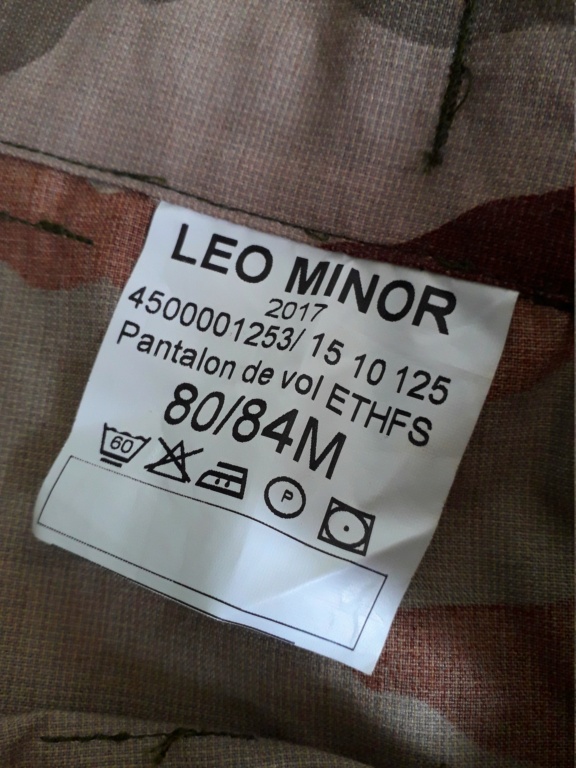 LEO MINOR
2017
4500001253/ 15 10 125
Pantalon de vol ETHFS
80/84M
60
P